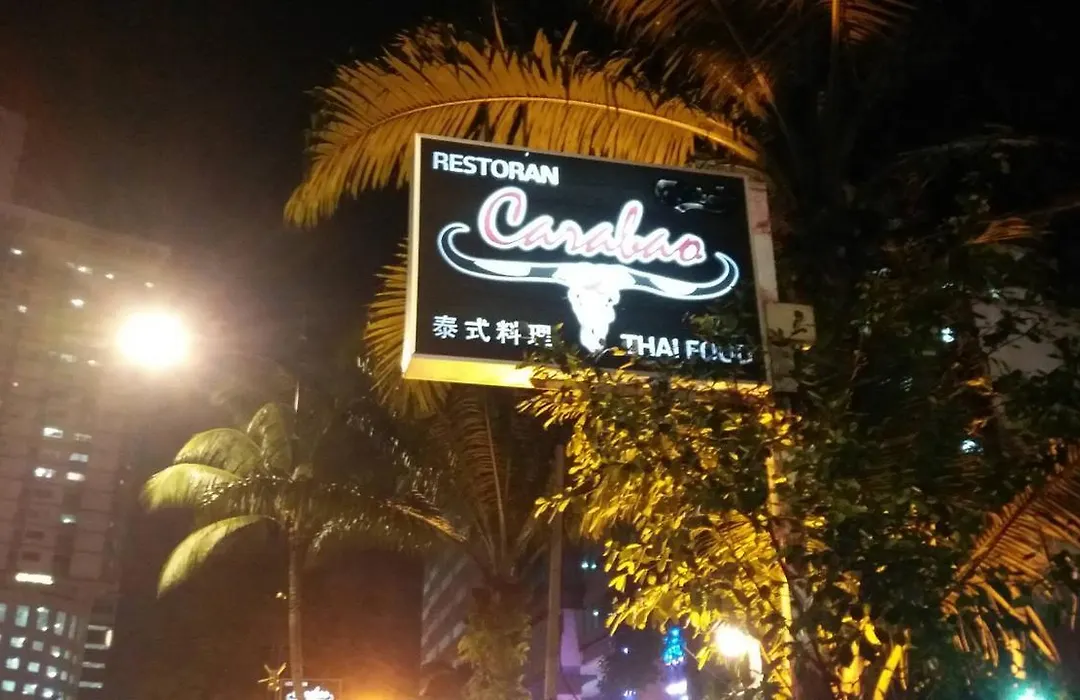 RESTORAN
Carabao
泰式料理
THAI FOOD